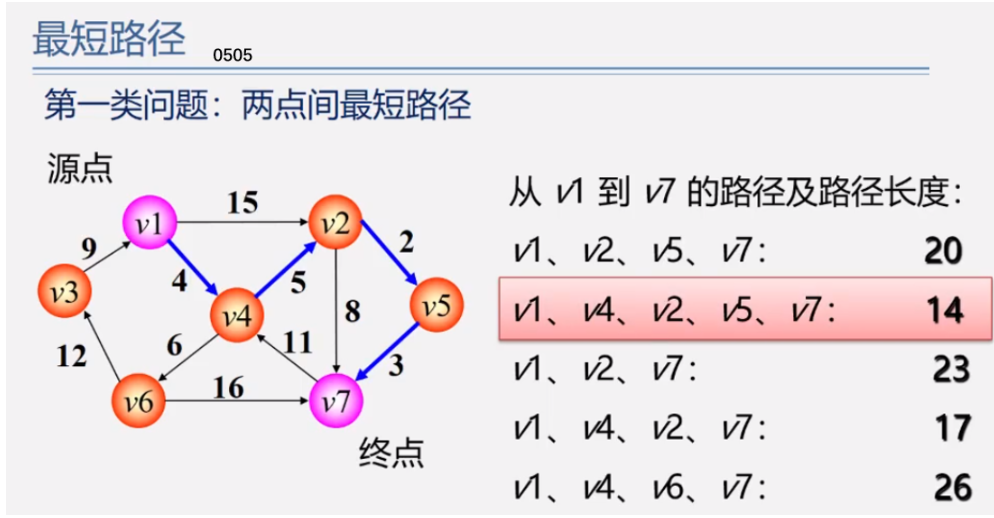 最短路径
0505
第一类问题：两点间最短路径
源点
从 v1 到 v7 的路径及路径长度：
v1、v2、v5、v7： 20
v1、v4、v2、v5、v7： 14
v1、v2、v7： 23
v1、v4、v2、v7： 17
v1、v4、v6、v7： 26
15
v1
v2
9
2
4
5
v3
v4
8
v5
6
11
12
3
16
v6
v7
终点